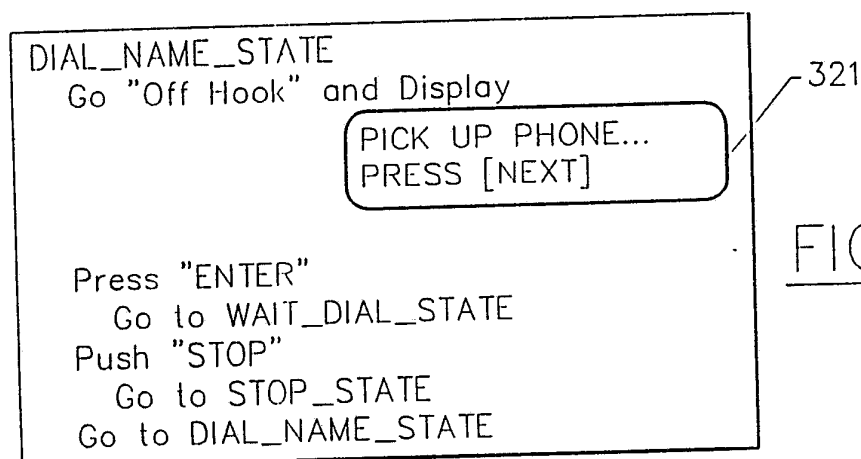 DIAL_NAME_STATE
Go "Off Hook" and Display
321
PICK UP PHONE...
PRESS [NEXT]
Press "ENTER"
Go to WAIT_DIAL_STATE
Push "STOP"
Go to STOP_STATE
Go to DIAL_NAME_STATE